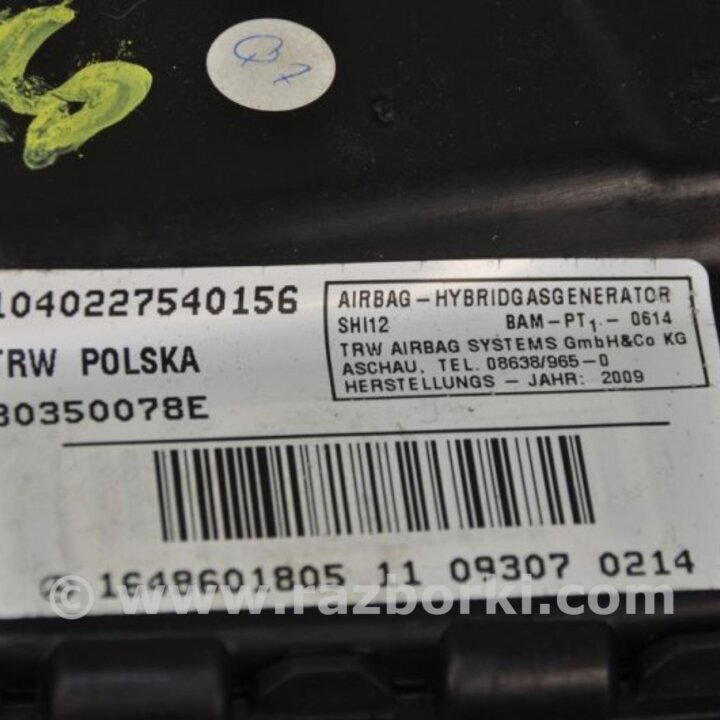 Q7
1040227540156
TRW POLSKA
30350078E
AIRBAG - HYBRIDGASGENERATOR
SHI12 BAM-PT1.- 0614
TRW AIRBAG SYSTEMS GmbH&Co KG
ASCHAU, TEL. 08638/965-0
HERSTELLUNGS - JAHR: 2009
1648601805 11 09307 0214
© www.razborki.com